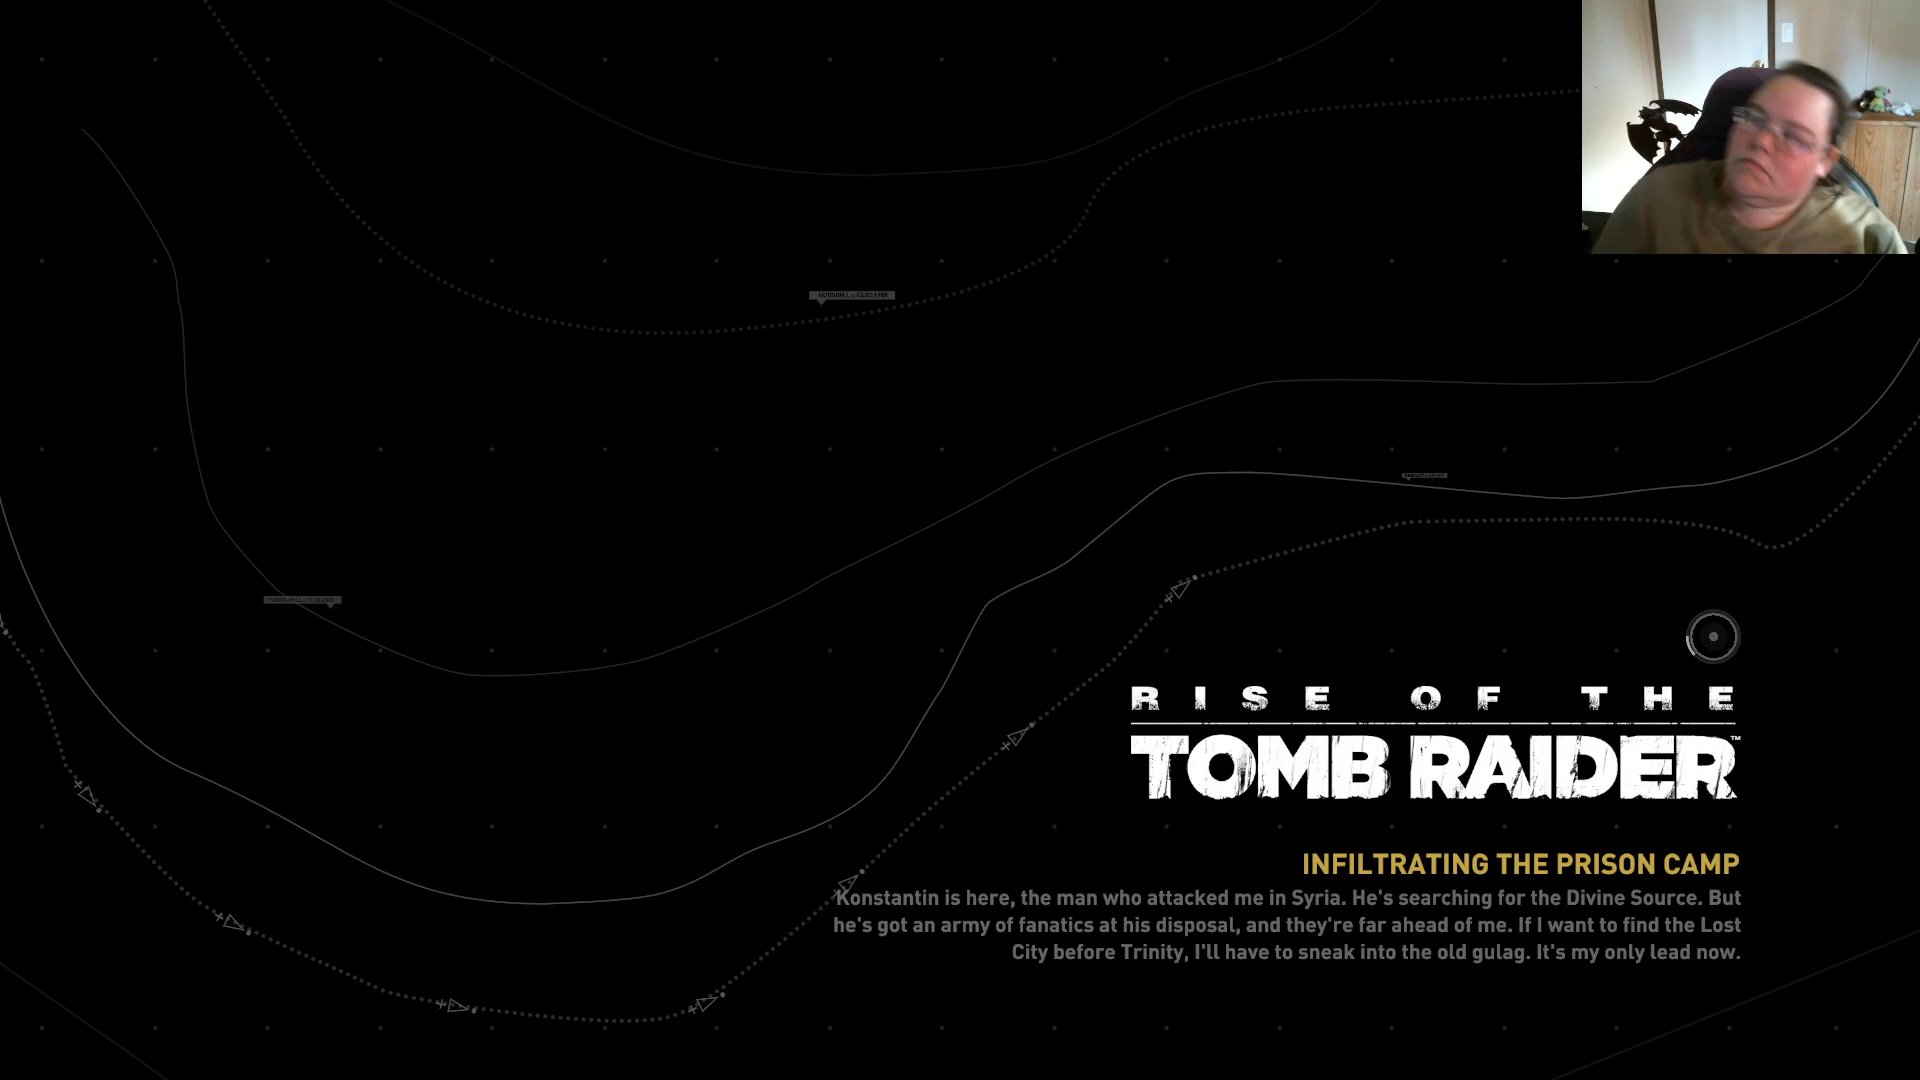 RISE OF THE
TOMB RAIDER™
INFILTRATING THE PRISON CAMP
Konstantin is here, the man who attacked me in Syria. He's searching for the Divine Source. But
he's got an army of fanatics at his disposal, and they're far ahead of me. If I want to find the Lost
City before Trinity, I'll have to sneak into the old gulag. It's my only lead now.